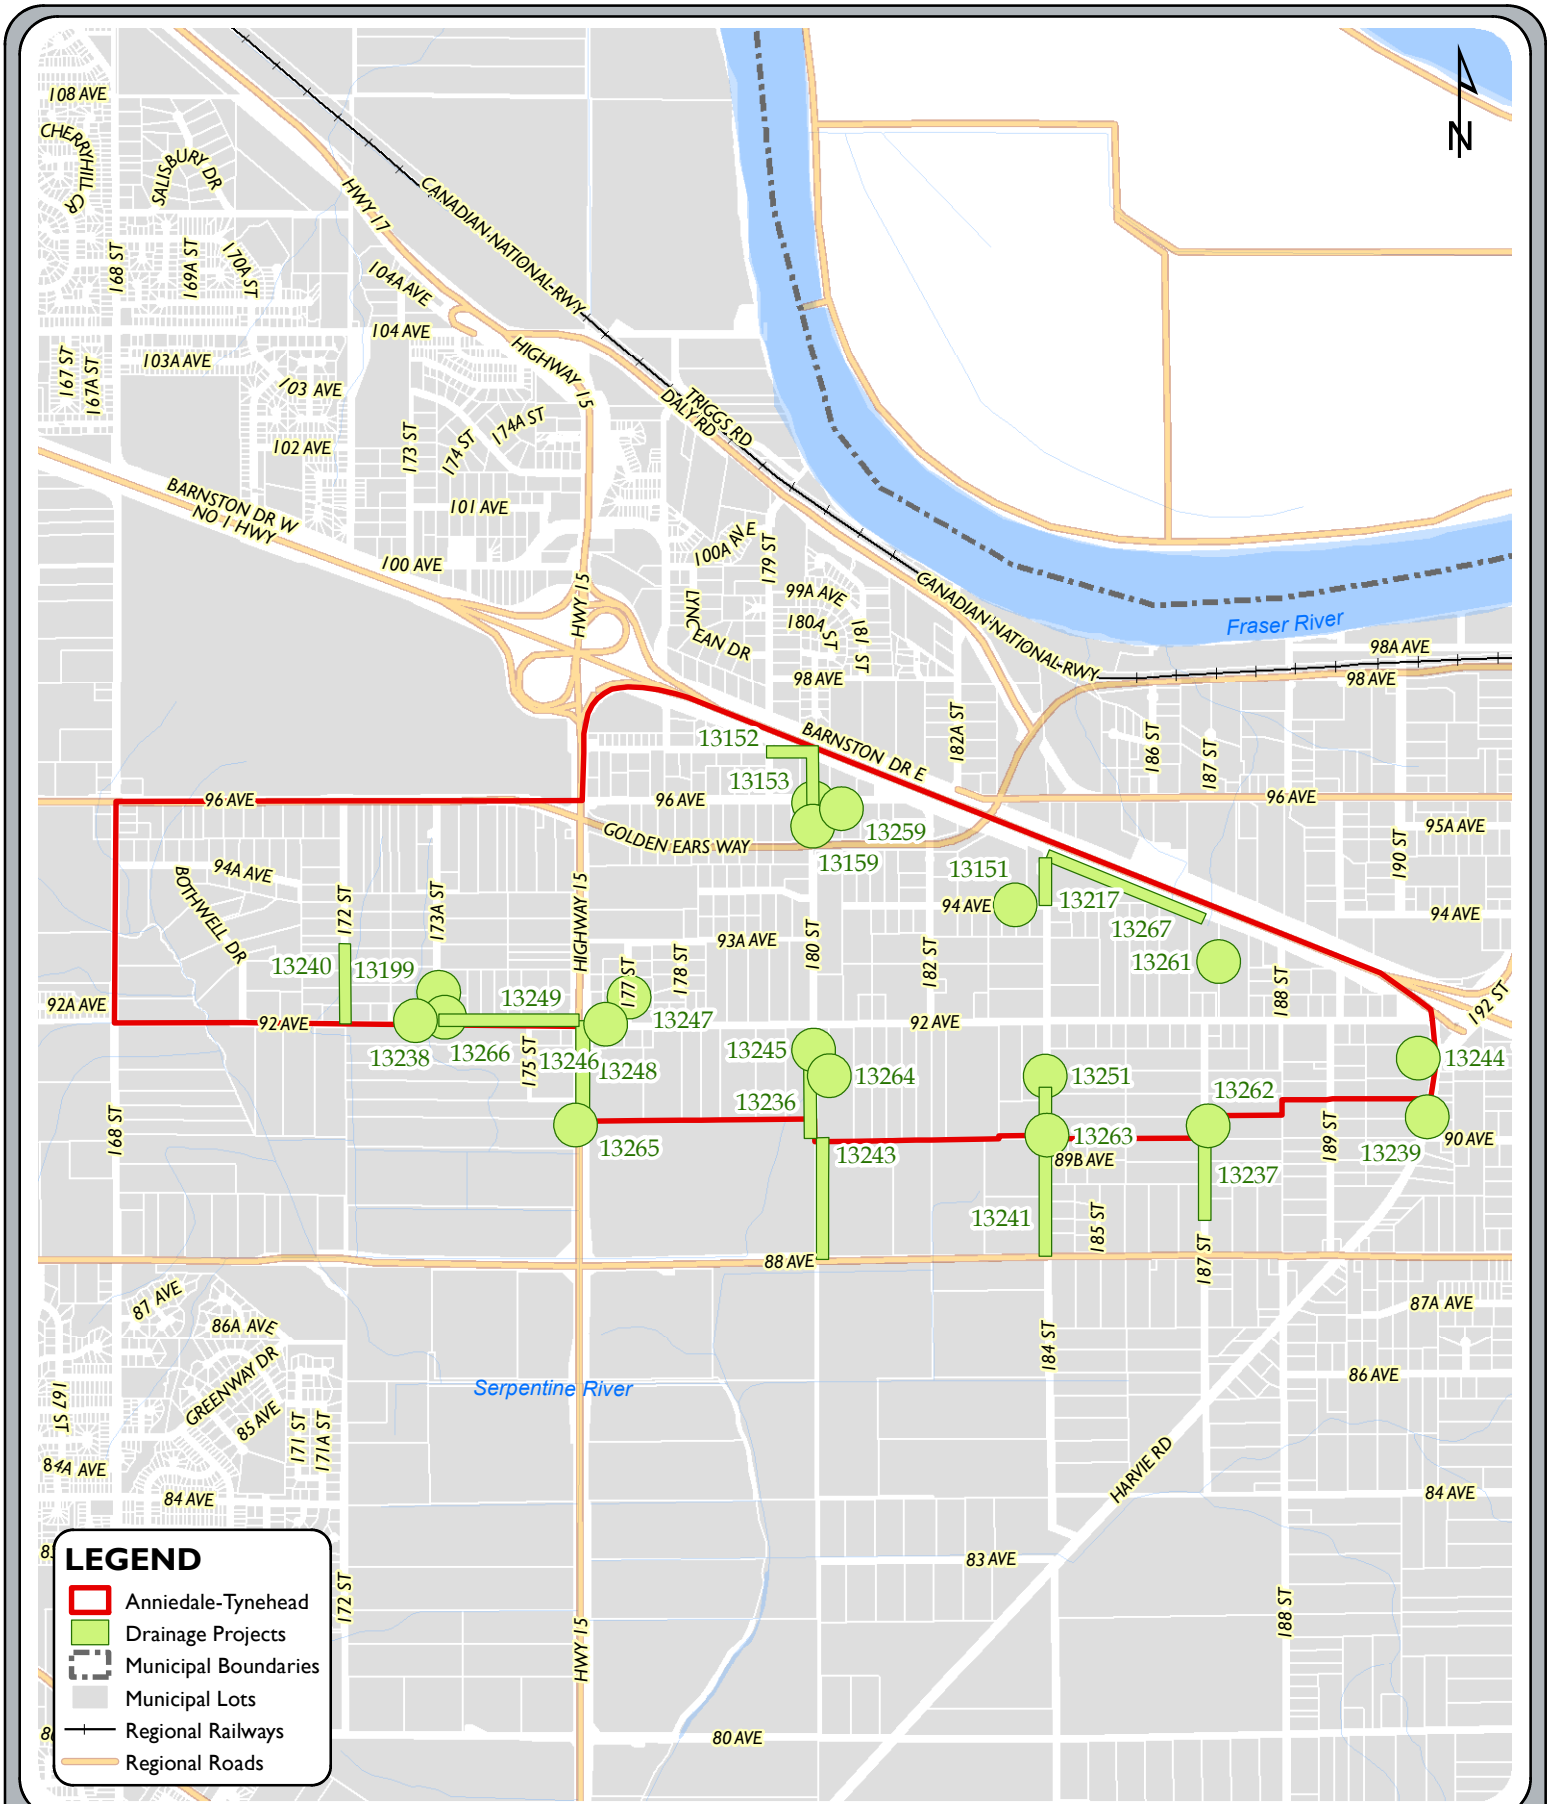 108 AVE
CHERRYHILL CR
SALISBURY DR
HWY 17
CANADIAN NATIONAL RWY
N
168 ST
169A ST
170A ST
104A AVE
104 AVE
HIGHWAY 15
167 ST
167A ST
103A AVE
103 AVE
102 AVE
173 ST
174 ST
174A ST
TRIGGS RD
DALY RD
BARNSTON DR W
NO 1 HWY
101 AVE
100 AVE
100A AVE
179 ST
HWY 15
99A AVE
180A ST
181 ST
LYNCEAN DR
98 AVE
CANADIAN NATIONAL RWY
Fraser River
98A AVE
98 AVE
182A ST
186 ST
187 ST
BARNSTON DR E
13152
13153
96 AVE
96 AVE
96 AVE
GOLDEN EARS WAY
13259
13159
95A AVE
190 ST
94A AVE
BOTHWELL DR
172 ST
173A ST
HIGHWAY 15
13151
94 AVE
13217
13267
94 AVE
93A AVE
180 ST
182 ST
178 ST
177 ST
13240
13199
13249
13261
188 ST
192 ST
92A AVE
92 AVE
13247
92 AVE
13238
13266
175 ST
13246
13248
13245
13264
13251
13244
13236
13262
168 ST
13265
13243
13263
89B AVE
189 ST
13239
90 AVE
13237
13241
185 ST
187 ST
88 AVE
87 AVE
86A AVE
87A AVE
184 ST
GREENWAY DR
Serpentine River
86 AVE
167 ST
85 AVE
171 ST
171A ST
84A AVE
HARVIE RD
84 AVE
84 AVE
83 AVE
172 ST
HWY 15
188 ST
80 AVE
LEGEND
Anniedale-Tynehead
Drainage Projects
Municipal Boundaries
Municipal Lots
Regional Railways
Regional Roads